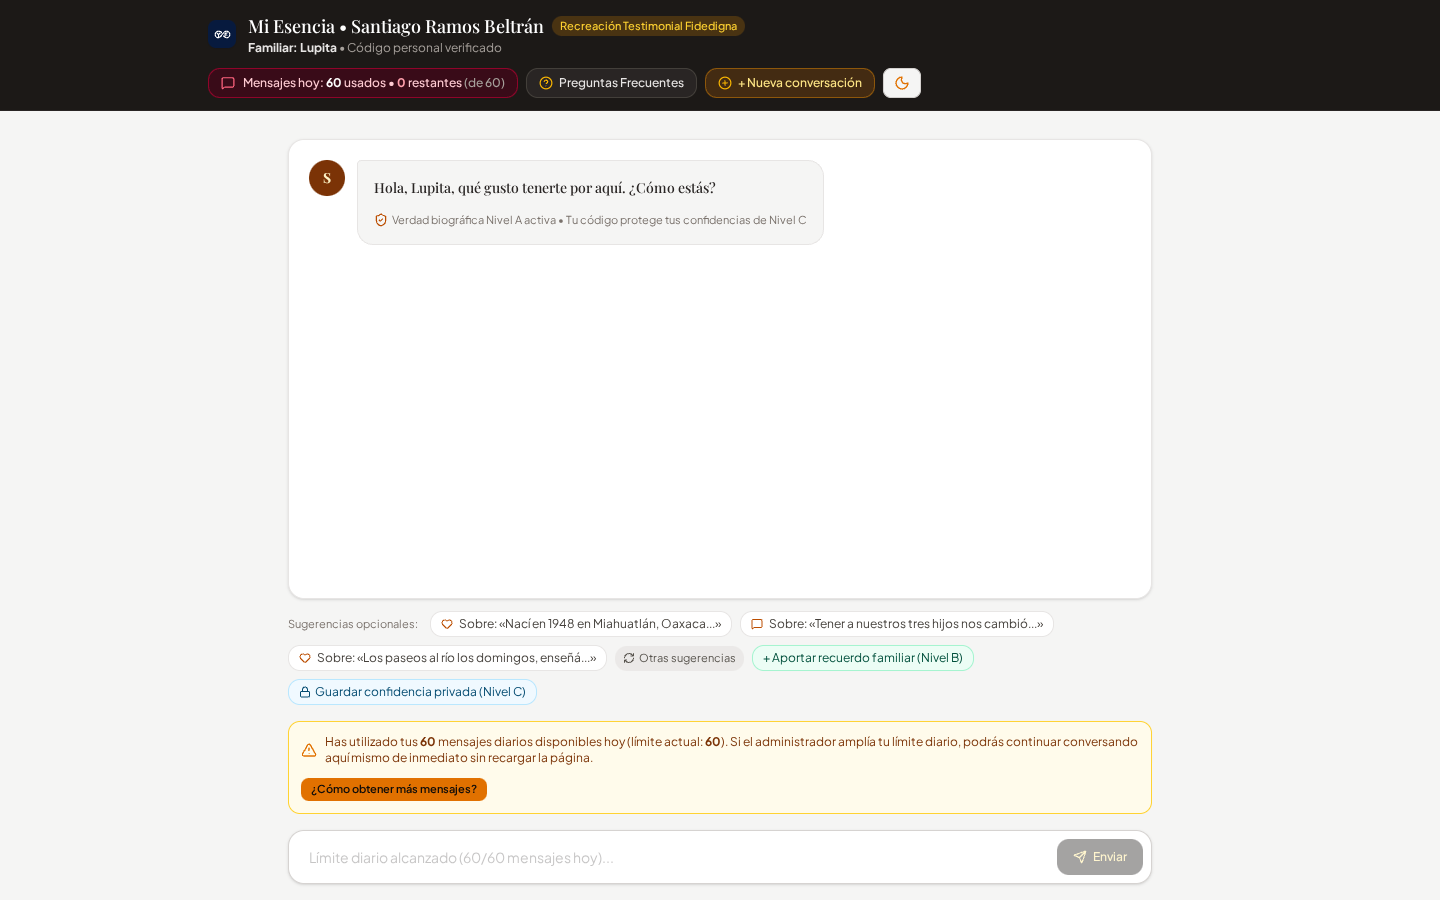 Mi Esencia • Santiago Ramos Beltrán Recreación Testimonial Fidedigna
Familiar: Lupita • Código personal verificado
Mensajes hoy: 60 usados • 0 restantes (de 60) Preguntas Frecuentes + Nueva conversación
S
Hola, Lupita, qué gusto tenerte por aquí. ¿Cómo estás?
Verdad biográfica Nivel A activa • Tu código protege tus confidencias de Nivel C
Sugerencias opcionales: Sobre: «Nací en 1948 en Miahuatlán, Oaxaca...» Sobre: «Tener a nuestros tres hijos nos cambió...»
Sobre: «Los paseos al río los domingos, enseñá...» Otras sugerencias + Aportar recuerdo familiar (Nivel B)
Guardar confidencia privada (Nivel C)
Has utilizado tus 60 mensajes diarios disponibles hoy (límite actual: 60). Si el administrador amplía tu límite diario, podrás continuar conversando
aquí mismo de inmediato sin recargar la página.
¿Cómo obtener más mensajes?
Límite diario alcanzado (60/60 mensajes hoy)... Enviar